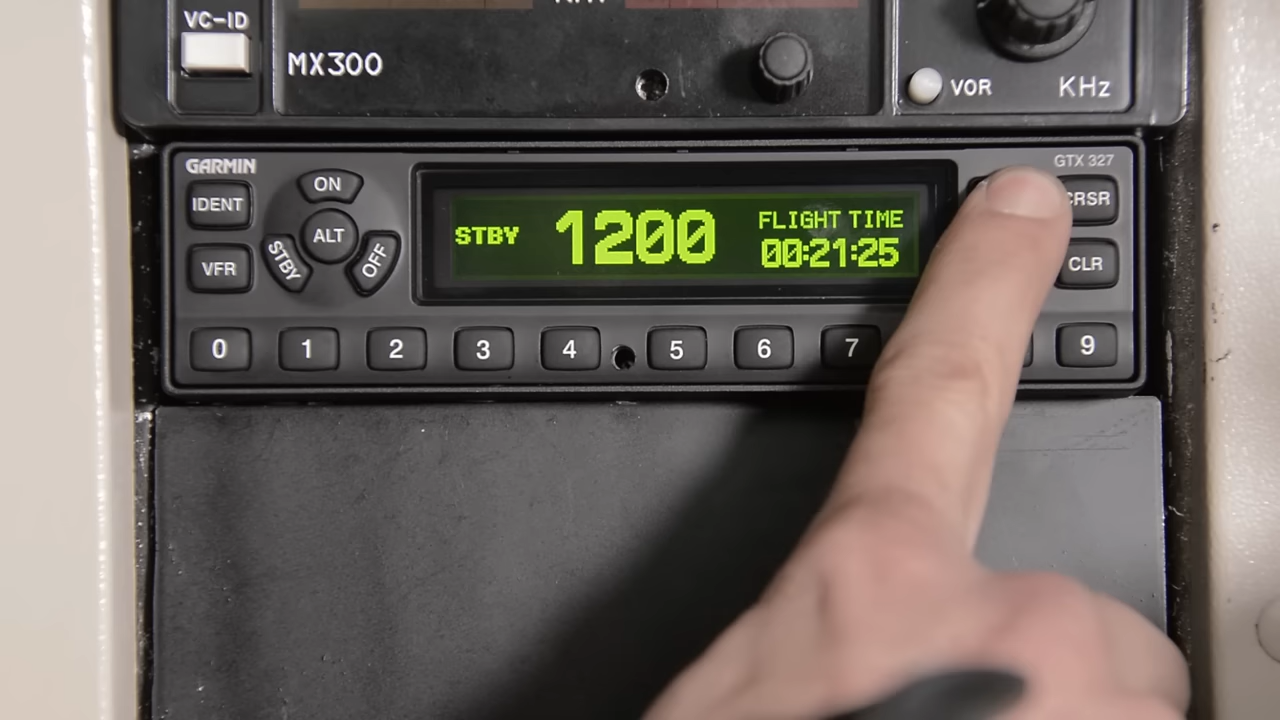 VC-ID
MX300
VOR
KHz
GARMIN
GTX 327
IDENT
ON
ALT
STBY
OFF
VFR
STBY
1200
FLIGHT TIME
00:21:25
CRSR
CLR
0 1 2 3 4 5 6 7 9